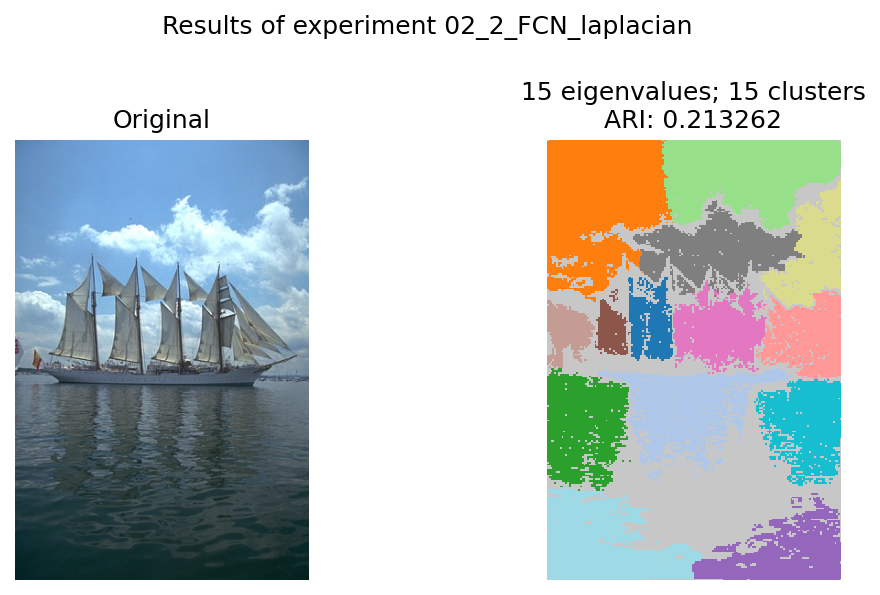 Results of experiment 02_2_FCN_laplacian
Original
15 eigenvalues; 15 clusters
ARI: 0.213262